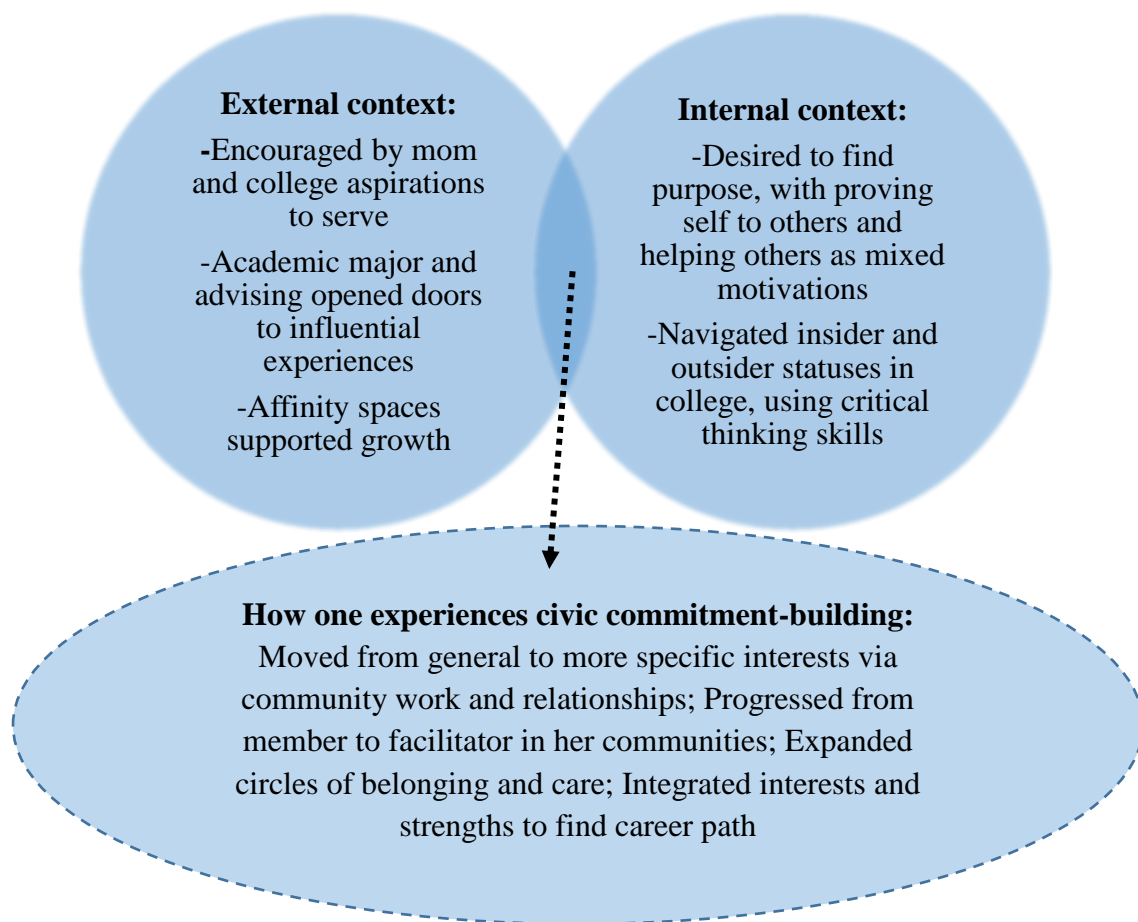 External context:
-Encouraged by mom
and college aspirations
to serve
-Academic major and
advising opened doors
to influential
experiences
-Affinity spaces
supported growth
Internal context:
-Desired to find
purpose, with proving
self to others and
helping others as mixed
motivations
-Navigated insider and
outsider statuses in
college, using critical
thinking skills
How one experiences civic commitment-building:
Moved from general to more specific interests via
community work and relationships; Progressed from
member to facilitator in her communities; Expanded
circles of belonging and care; Integrated interests and
strengths to find career path